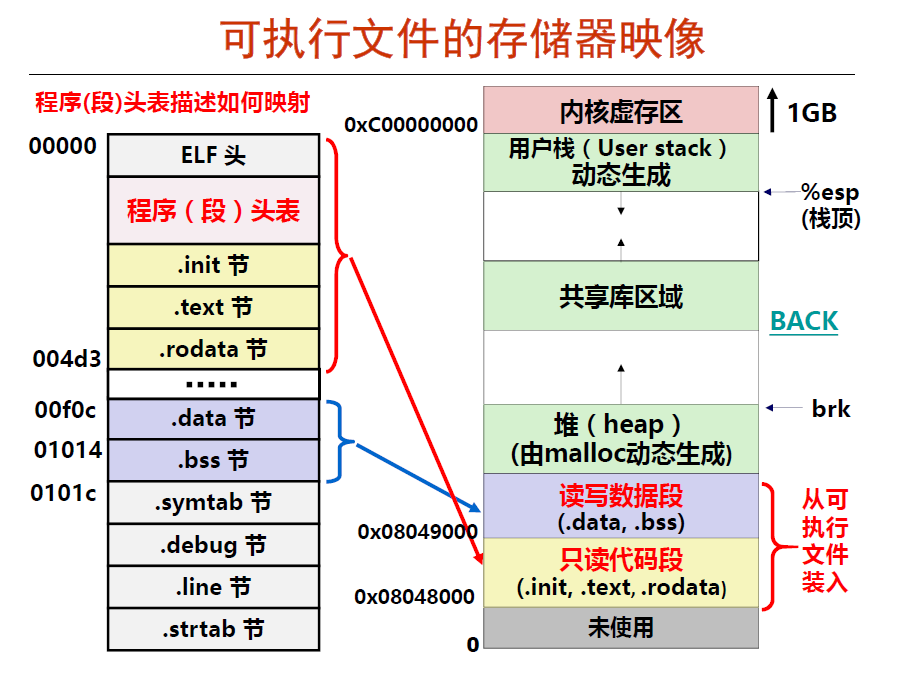 可执行文件的存储器映像
程序(段)头表描述如何映射
00000
ELF 头
程序（段）头表
.init 节
.text 节
004d3
.rodata 节
······
00f0c
.data 节
01014
.bss 节
0101c
.symtab 节
.debug 节
.line 节
.strtab 节
0xC00000000
内核虚存区
1GB
用户栈（User stack）
动态生成
%esp
(栈顶)
共享库区域
BACK
brk
堆（heap）
(由malloc动态生成)
读写数据段
(.data, .bss)
0x08049000
只读代码段
(.init, .text, .rodata)
0x08048000
从可
执行
文件
装入
未使用
0